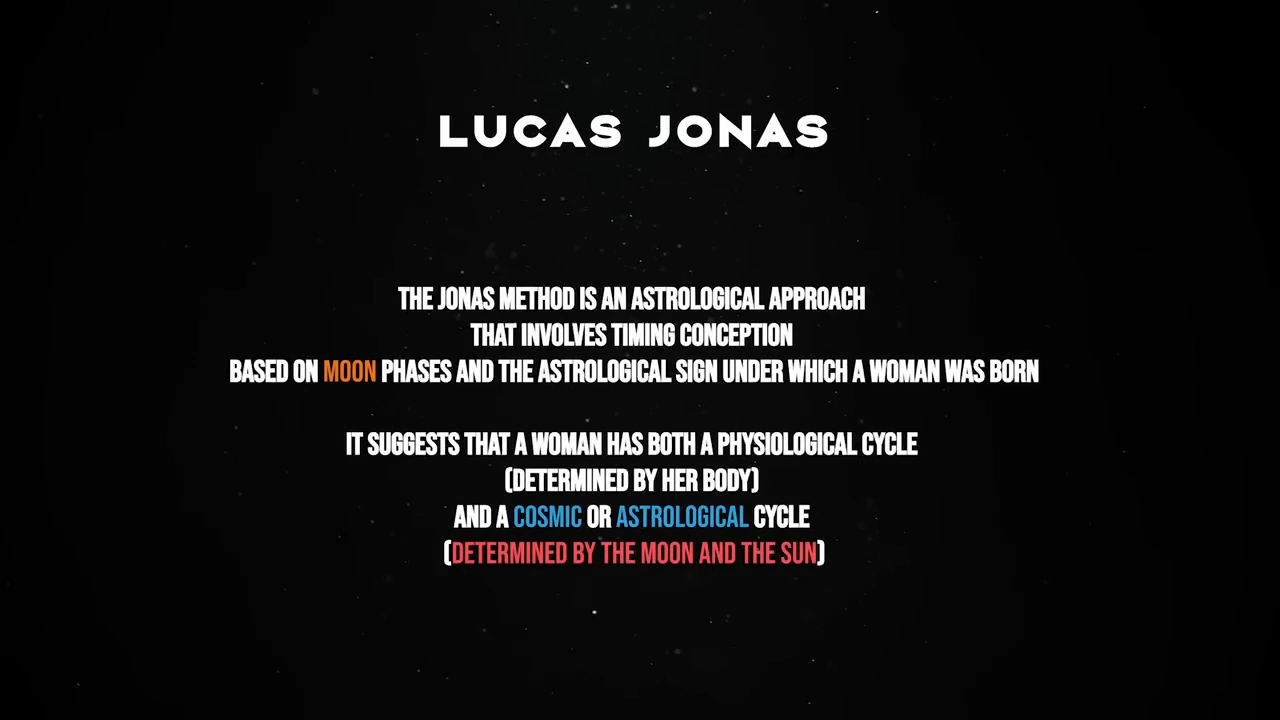 LUCAS JONAS
THE JONAS METHOD IS AN ASTROLOGICAL APPROACH
THAT INVOLVES TIMING CONCEPTION
BASED ON MOON PHASES AND THE ASTROLOGICAL SIGN UNDER WHICH A WOMAN WAS BORN
IT SUGGESTS THAT A WOMAN HAS BOTH A PHYSIOLOGICAL CYCLE
(DETERMINED BY HER BODY)
AND A COSMIC OR ASTROLOGICAL CYCLE
(DETERMINED BY THE MOON AND THE SUN)